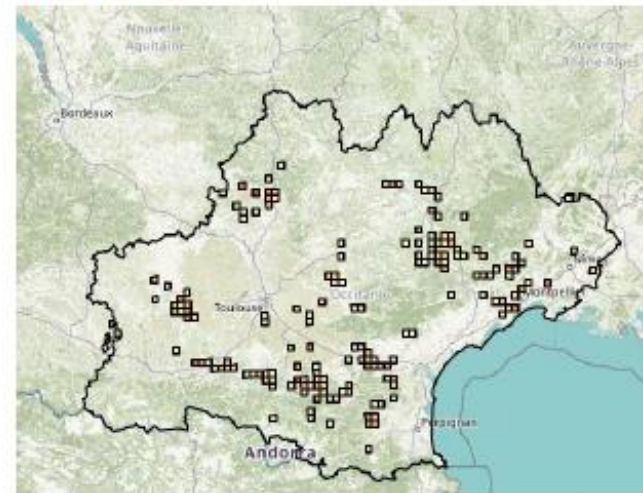 Nouvelle-
Aquitaine
Auvergne-
Rhône-Alpes
Bordeaux
Nîmes
Toulouse
Occitanie
Montpellier
Perpignan
Andorra